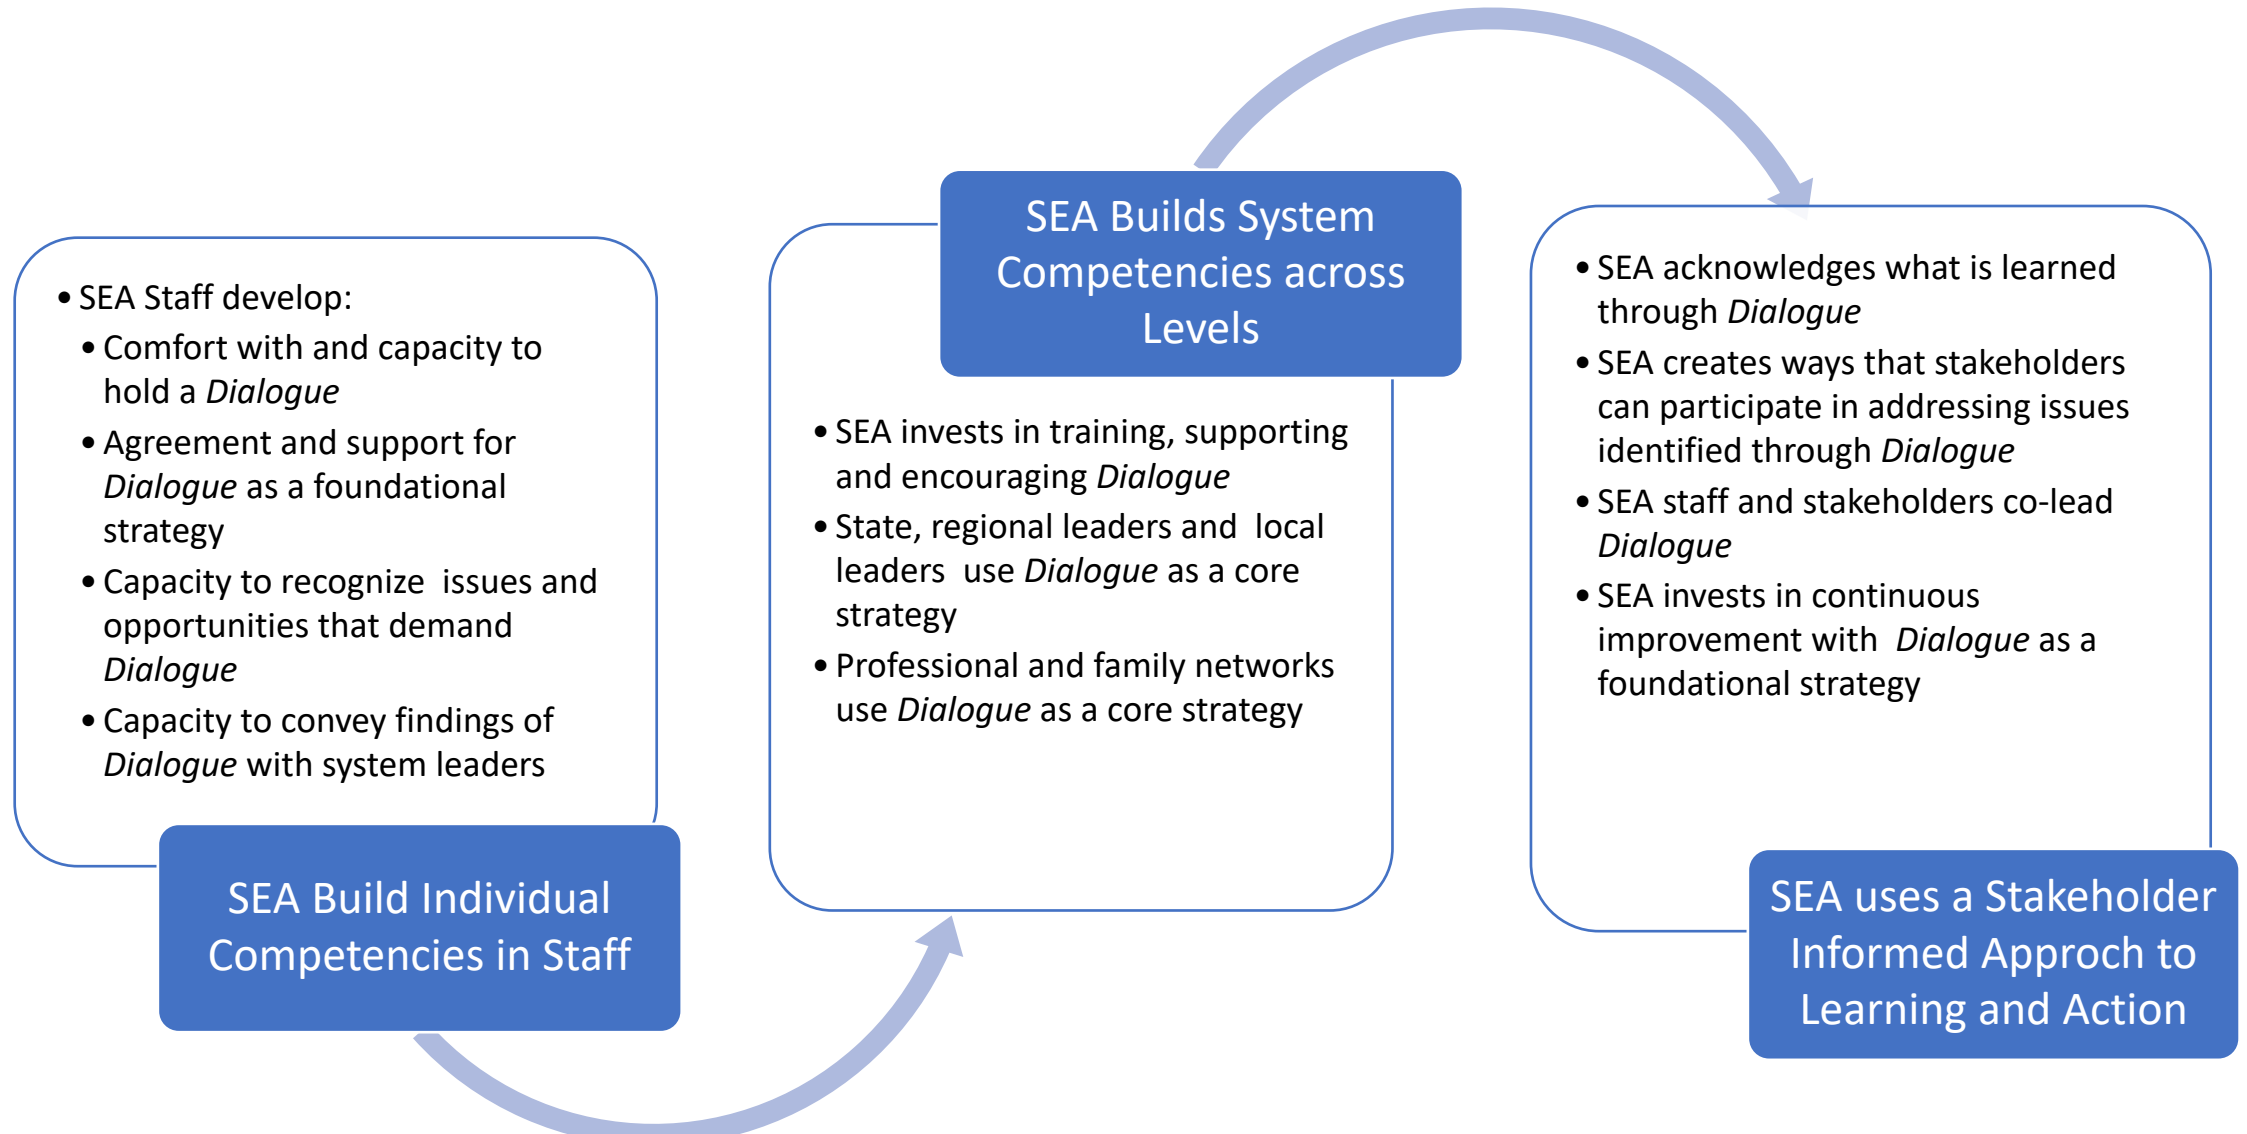 • SEA Staff develop:
• Comfort with and capacity to
hold a Dialogue
• Agreement and support for
Dialogue as a foundational
strategy
• Capacity to recognize issues and
opportunities that demand
Dialogue
• Capacity to convey findings of
Dialogue with system leaders
SEA Build Individual
Competencies in Staff
SEA Builds System
Competencies across
Levels
• SEA invests in training, supporting
and encouraging Dialogue
• State, regional leaders and local
leaders use Dialogue as a core
strategy
• Professional and family networks
use Dialogue as a core strategy
• SEA acknowledges what is learned
through Dialogue
• SEA creates ways that stakeholders
can participate in addressing issues
identified through Dialogue
• SEA staff and stakeholders co-lead
Dialogue
• SEA invests in continuous
improvement with Dialogue as a
foundational strategy
SEA uses a Stakeholder
Informed Approch to
Learning and Action